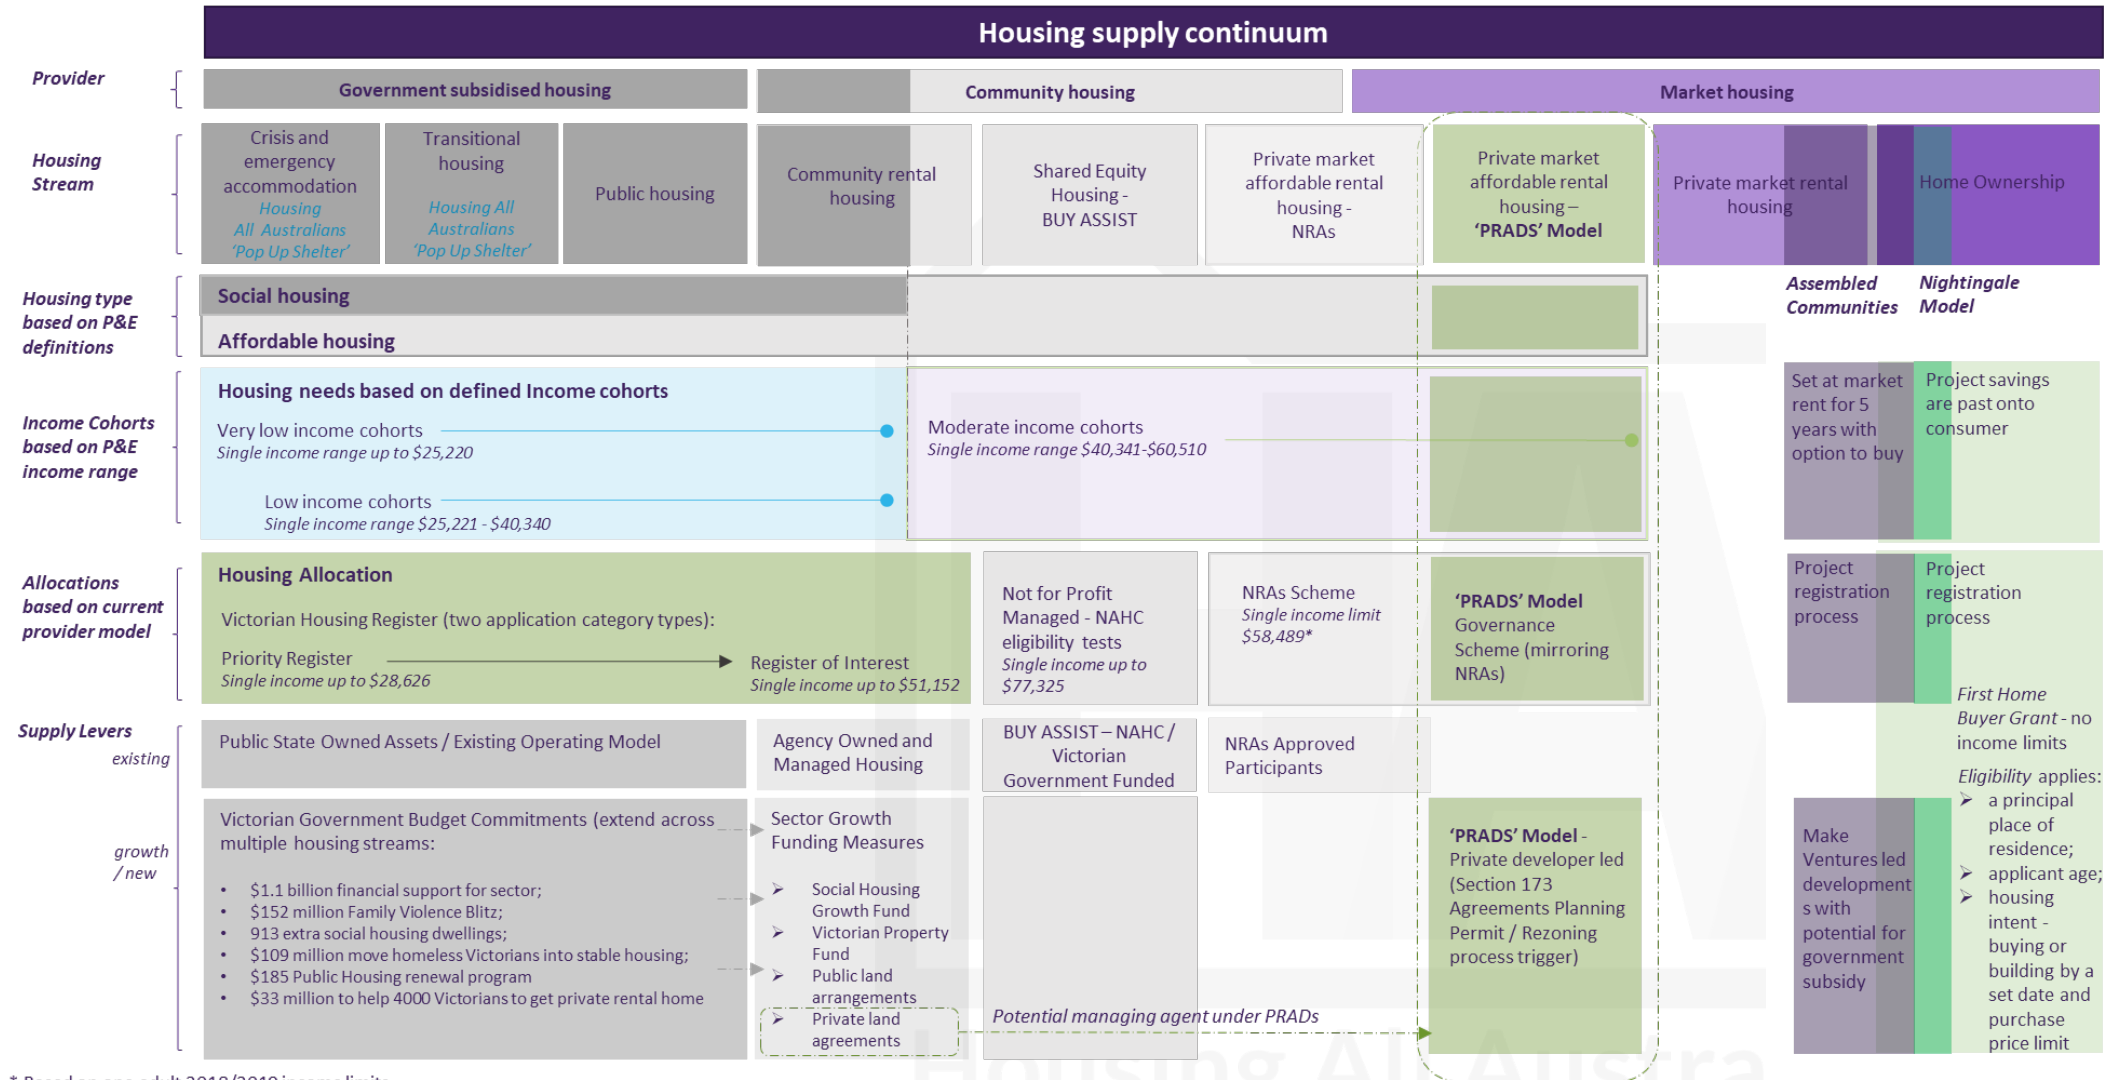 Housing supply continuum
Provider
Government subsidised housing
Community housing
Market housing
Housing
Stream
Crisis and
emergency
accommodation
Housing
All Australians
‘Pop Up Shelter’
Transitional
housing
Housing All
Australians
‘Pop Up Shelter’
Public housing
Community rental
housing
Shared Equity
Housing -
BUY ASSIST
Private market
affordable rental
housing -
NRAs
Private market
affordable rental
housing –
‘PRADS’ Model
Private market rental
housing
Home Ownership
Assembled
Communities
Nightingale
Model
Housing type
based on P&E
definitions
Social housing
Affordable housing
Income Cohorts
based on P&E
income range
Housing needs based on defined Income cohorts
Very low income cohorts
Single income range up to $25,220
Low income cohorts
Single income range $25,221 - $40,340
Moderate income cohorts
Single income range $40,341-$60,510
Set at market
rent for 5
years with
option to buy
Project savings
are past onto
consumer
Allocations
based on current
provider model
Housing Allocation
Victorian Housing Register (two application category types):
Priority Register
Single income up to $28,626
Register of Interest
Single income up to $51,152
Not for Profit
Managed - NAHC
eligibility tests
Single income up to
$77,325
NRAs Scheme
Single income limit
$58,489*
‘PRADS’ Model
Governance
Scheme (mirroring
NRAs)
Project
registration
process
Project
registration
process
First Home
Buyer Grant - no
income limits
Eligibility applies:
➢ a principal
place of
residence;
➢ applicant age;
➢ housing
intent -
buying or
building by a
set date and
purchase
price limit
Supply Levers
existing
Public State Owned Assets / Existing Operating Model
Agency Owned and
Managed Housing
BUY ASSIST – NAHC /
Victorian
Government Funded
NRAs Approved
Participants
growth
/ new
Victorian Government Budget Commitments (extend across
multiple housing streams:
• $1.1 billion financial support for sector;
• $152 million Family Violence Blitz;
• 913 extra social housing dwellings;
• $109 million move homeless Victorians into stable housing;
• $185 Public Housing renewal program
• $33 million to help 4000 Victorians to get private rental home
Sector Growth
Funding Measures
➢ Social Housing
Growth Fund
➢ Victorian Property
Fund
➢ Public land
arrangements
➢ Private land
agreements
Potential managing agent under PRADs
‘PRADS’ Model -
Private developer led
(Section 173
Agreements Planning
Permit / Rezoning
process trigger)
Make
Ventures led
development
s with
potential for
government
subsidy
Housing All Austra
* Based on one adult 2018/2019 income limits